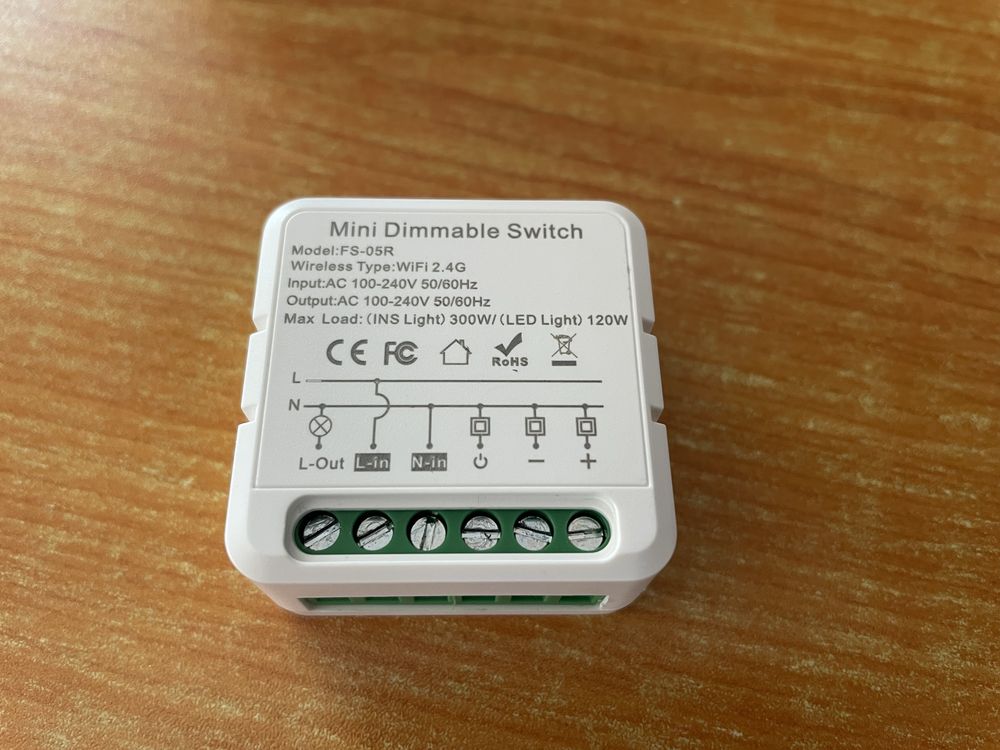 Mini Dimmable Switch
Model:FS-05R
Wireless Type:WiFi 2.4G
Input:AC 100-240V 50/60Hz
Output:AC 100-240V 50/60Hz
Max Load: (INS Light) 300W/ (LED Light) 120W
CE FC RoHS
L
N
L-Out L-in N-in − +